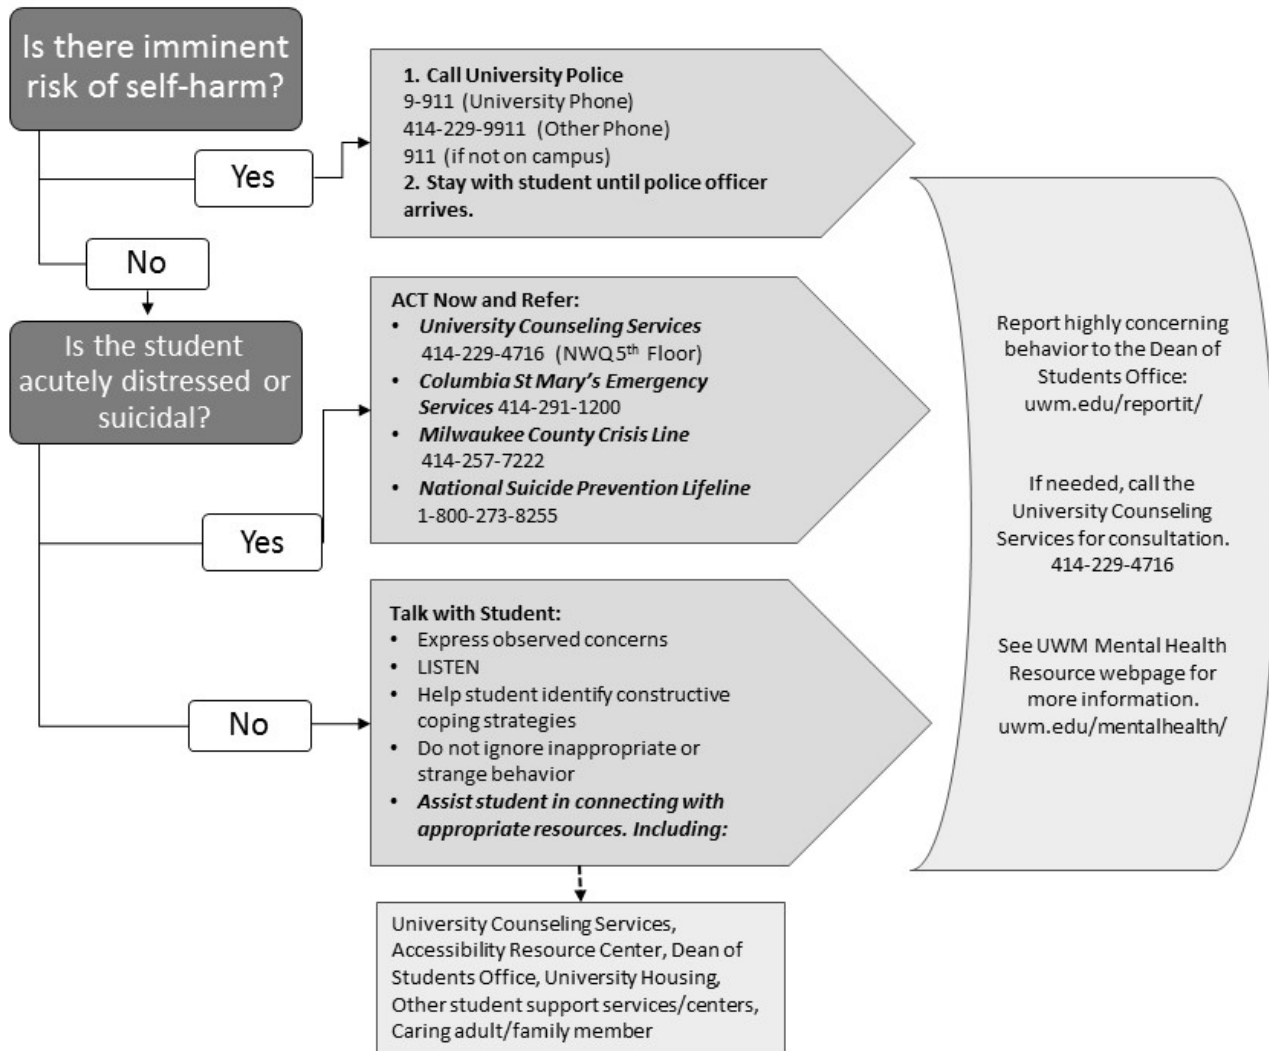 Is there imminent
risk of self-harm?
Yes
No
1. Call University Police
9-911 (University Phone)
414-229-9911 (Other Phone)
911 (if not on campus)
2. Stay with student until police officer
arrives.
Is the student
acutely distressed or
suicidal?
Yes
No
ACT Now and Refer:
• University Counseling Services
414-229-4716 (NWQ 5th Floor)
• Columbia St Mary's Emergency
Services 414-291-1200
• Milwaukee County Crisis Line
414-257-7222
• National Suicide Prevention Lifeline
1-800-273-8255
Talk with Student:
• Express observed concerns
• LISTEN
• Help student identify constructive
coping strategies
• Do not ignore inappropriate or
strange behavior
• Assist student in connecting with
appropriate resources. Including:
University Counseling Services,
Accessibility Resource Center, Dean of
Students Office, University Housing,
Other student support services/centers,
Caring adult/family member
Report highly concerning
behavior to the Dean of
Students Office:
uwm.edu/reportit/
If needed, call the
University Counseling
Services for consultation.
414-229-4716
See UWM Mental Health
Resource webpage for
more information.
uwm.edu/mentalhealth/